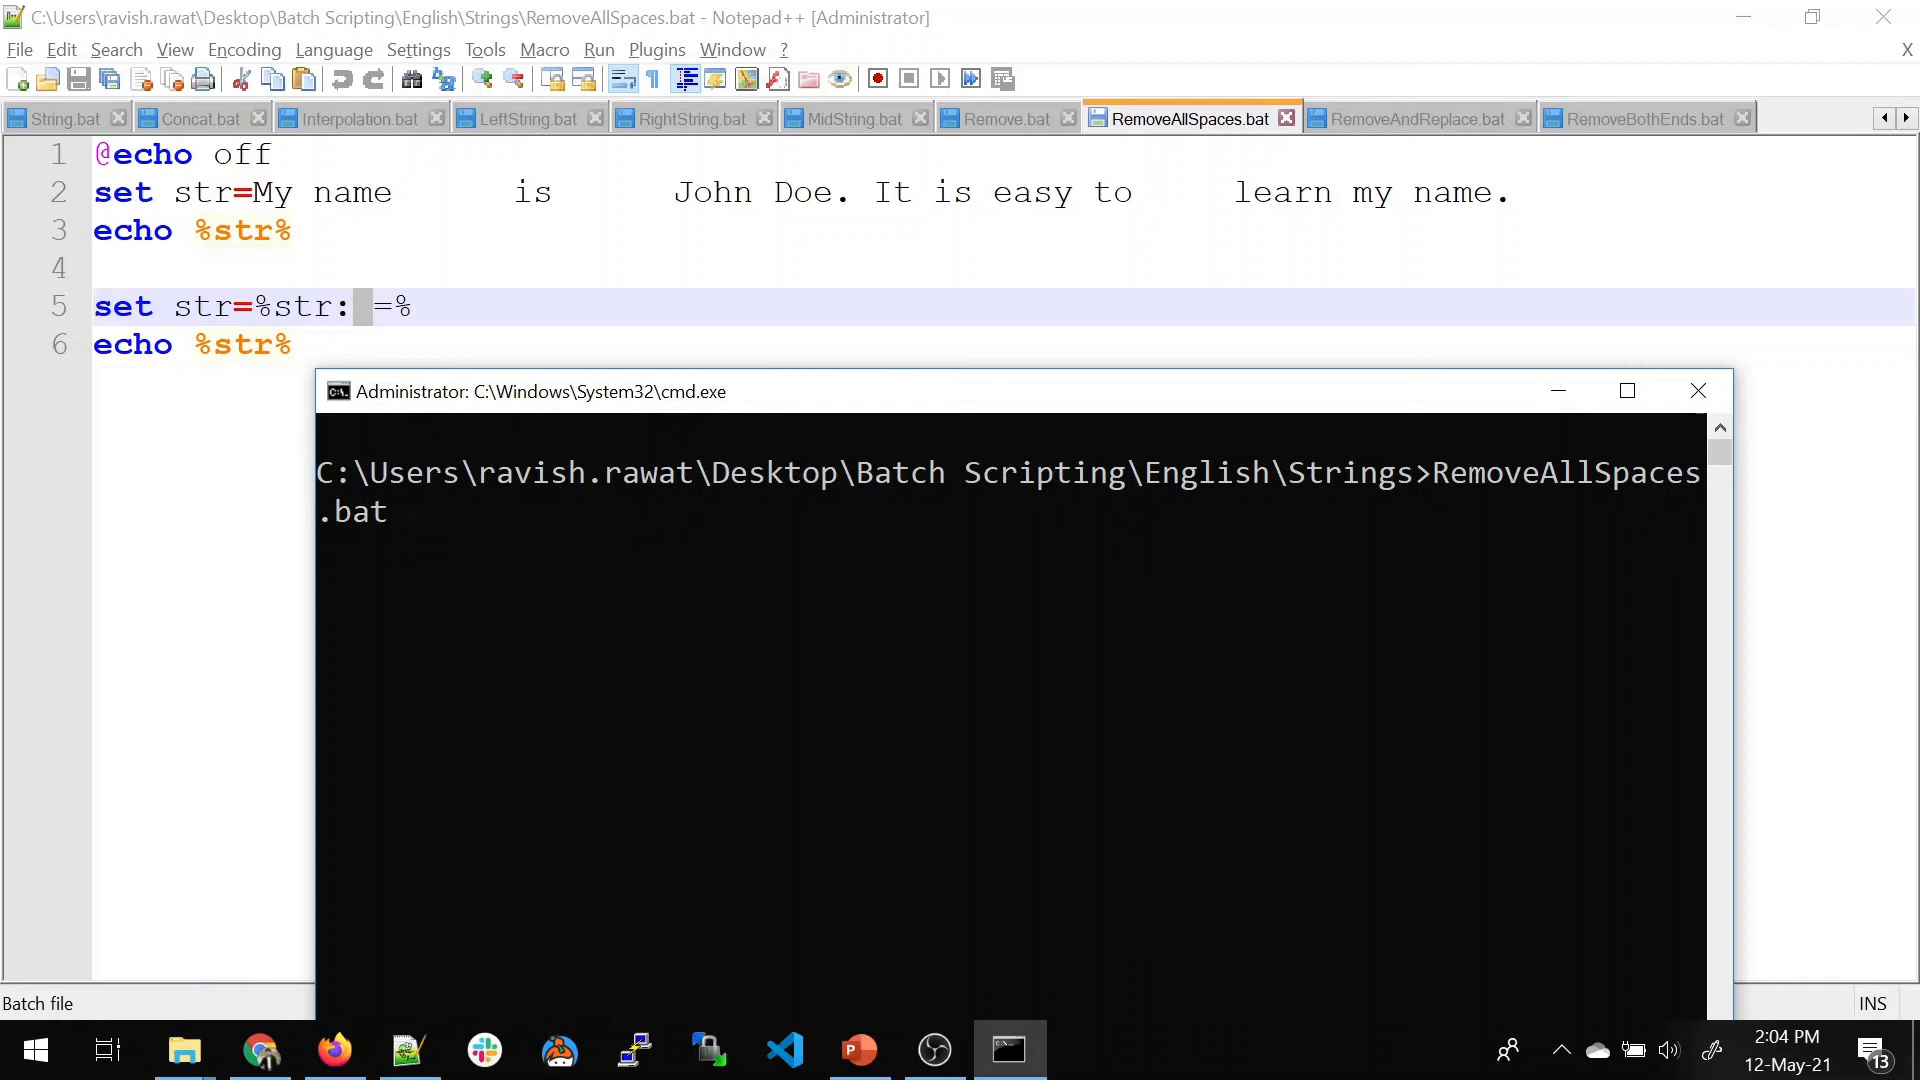 C:\Users\ravish.rawat\Desktop\Batch Scripting\English\Strings\RemoveAllSpaces.bat - Notepad++ [Administrator]
File Edit Search View Encoding Language Settings Tools Macro Run Plugins Window ? X
String.bat Concat.bat Interpolation.bat LeftString.bat RightString.bat MidString.bat Remove.bat RemoveAllSpaces.bat RemoveAndReplace.bat RemoveBothEnds.bat
1 @echo off
2 set str=My name      is      John Doe. It is easy to     learn my name.
3 echo %str%
4
5 set str=%str: =%
6 echo %str%
Administrator: C:\Windows\System32\cmd.exe
C:\Users\ravish.rawat\Desktop\Batch Scripting\English\Strings>RemoveAllSpaces
.bat
Batch file INS
2:04 PM
12-May-21
13